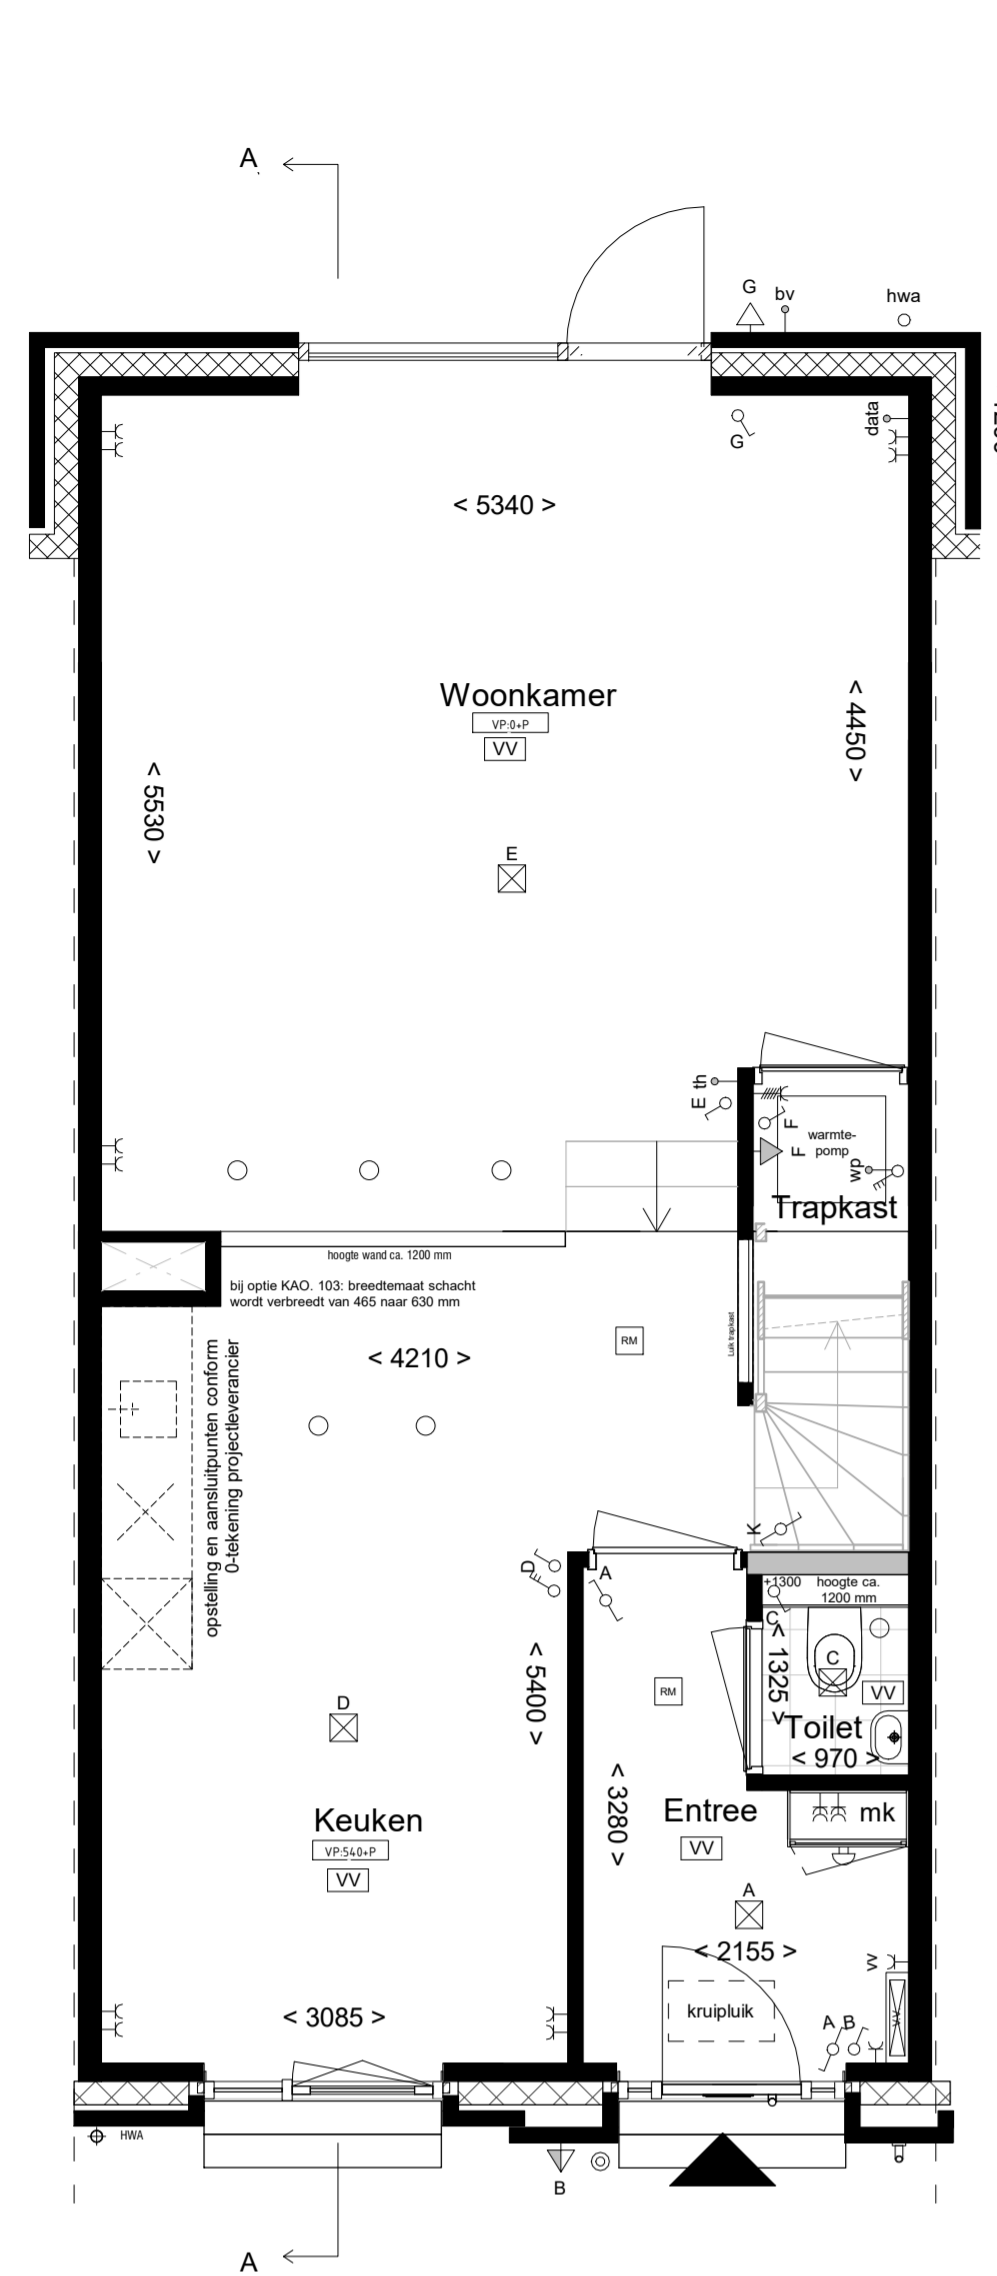 A
G
bv
hwa
G
data
< 5340 >
Woonkamer
VP:0+P
VV
< 4450 >
< 5530 >
E
E th
F
F
warmte-
pomp
wp
Trapkast
hoogte wand ca. 1200 mm
bij optie KAO. 103: breedtemaat schacht
wordt verbreedt van 465 naar 630 mm
Luik trapkast
RM
< 4210 >
opstelling en aansluitpunten conform
0-tekening projectleverancier
K
D
A
+1300
hoogte ca.
1200 mm
C
< 1325 >
C
VV
Toilet
< 970 >
< 5400 >
RM
D
Keuken
VP:540+P
VV
< 3280 >
Entree
VV
mk
A
< 2155 >
vv
kruipluik
A B
v.v
< 3085 >
HWA
B
A